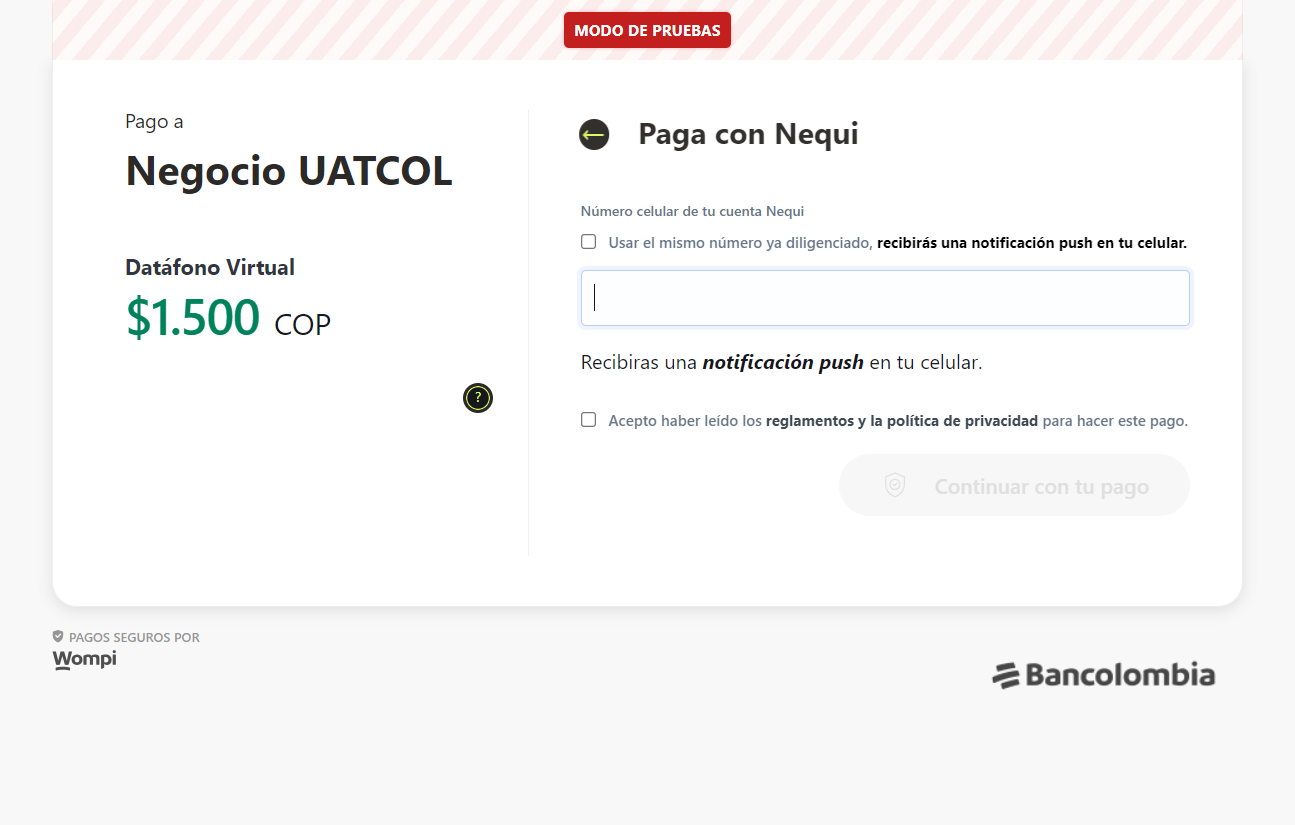 MODO DE PRUEBAS
Pago a
Negocio UATCOL
Datáfono Virtual
$1.500 COP
?
Paga con Nequi
Número celular de tu cuenta Nequi
Usar el mismo número ya diligenciado, recibirás una notificación push en tu celular.
Recibiras una notificación push en tu celular.
Acepto haber leído los reglamentos y la política de privacidad para hacer este pago.
Continuar con tu pago
PAGOS SEGUROS POR
Wompi
Bancolombia